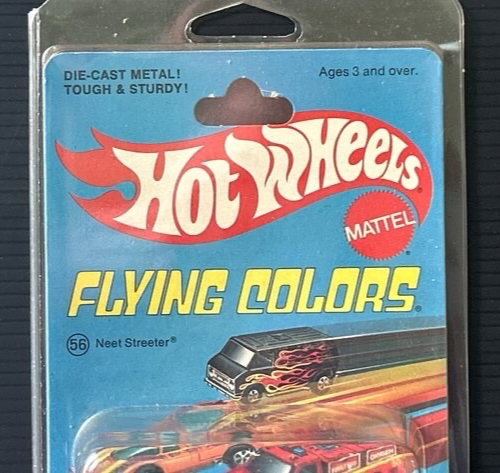 DIE-CAST METAL!
TOUGH & STURDY!
Ages 3 and over.
HOT WHEELS®
MATTEL®
FLYING COLORS®
56 Neet Streeter®